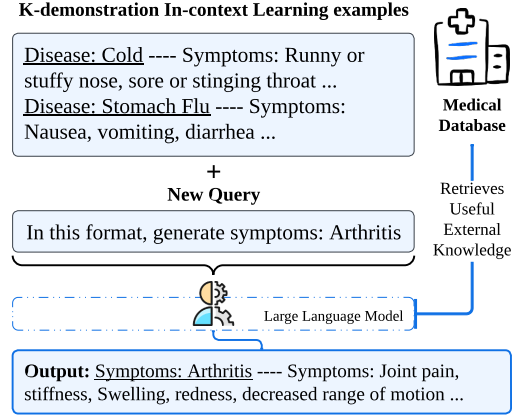 K-demonstration In-context Learning examples
Disease: Cold ---- Symptoms: Runny or
stuffy nose, sore or stinging throat ...
Disease: Stomach Flu ---- Symptoms:
Nausea, vomiting, diarrhea ...
Medical
Database
+
New Query
Retrieves
Useful
External
Knowledge
In this format, generate symptoms: Arthritis
Large Language Model
Output: Symptoms: Arthritis ---- Symptoms: Joint pain,
stiffness, Swelling, redness, decreased range of motion ...